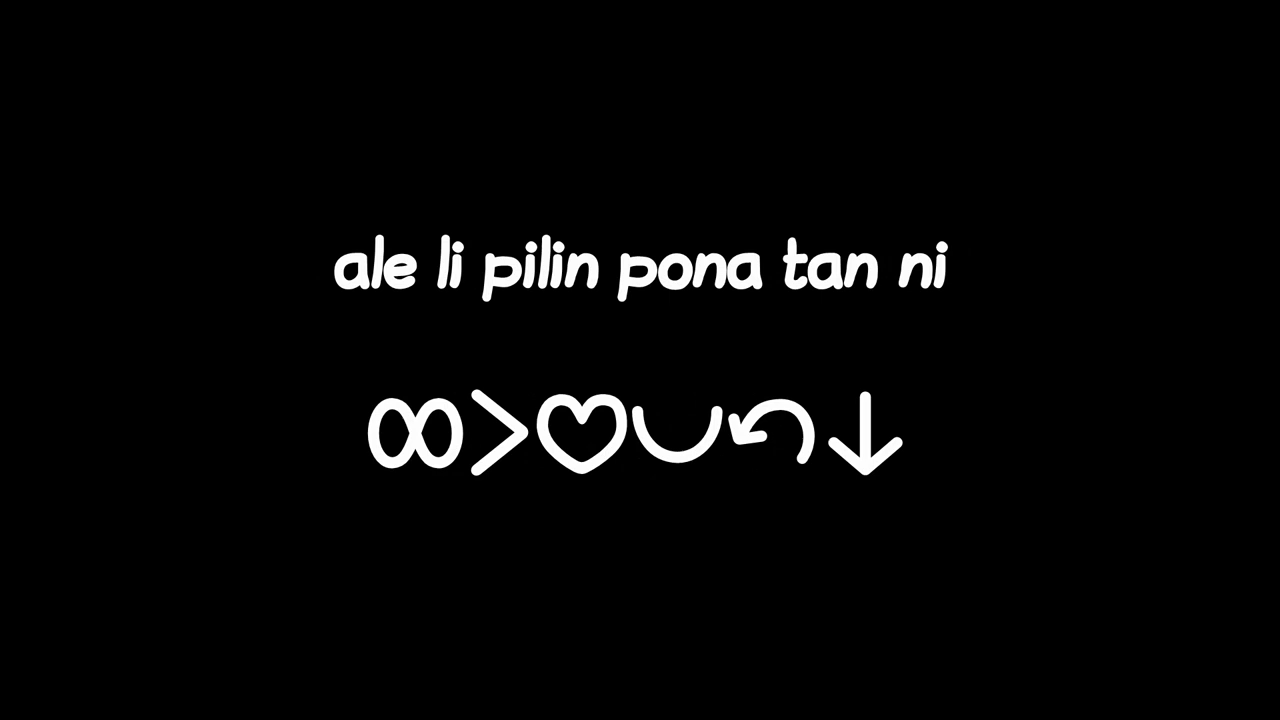 ale li pilin pona tan ni
󱤄󱤧󱥎󱥔󱥧󱥁